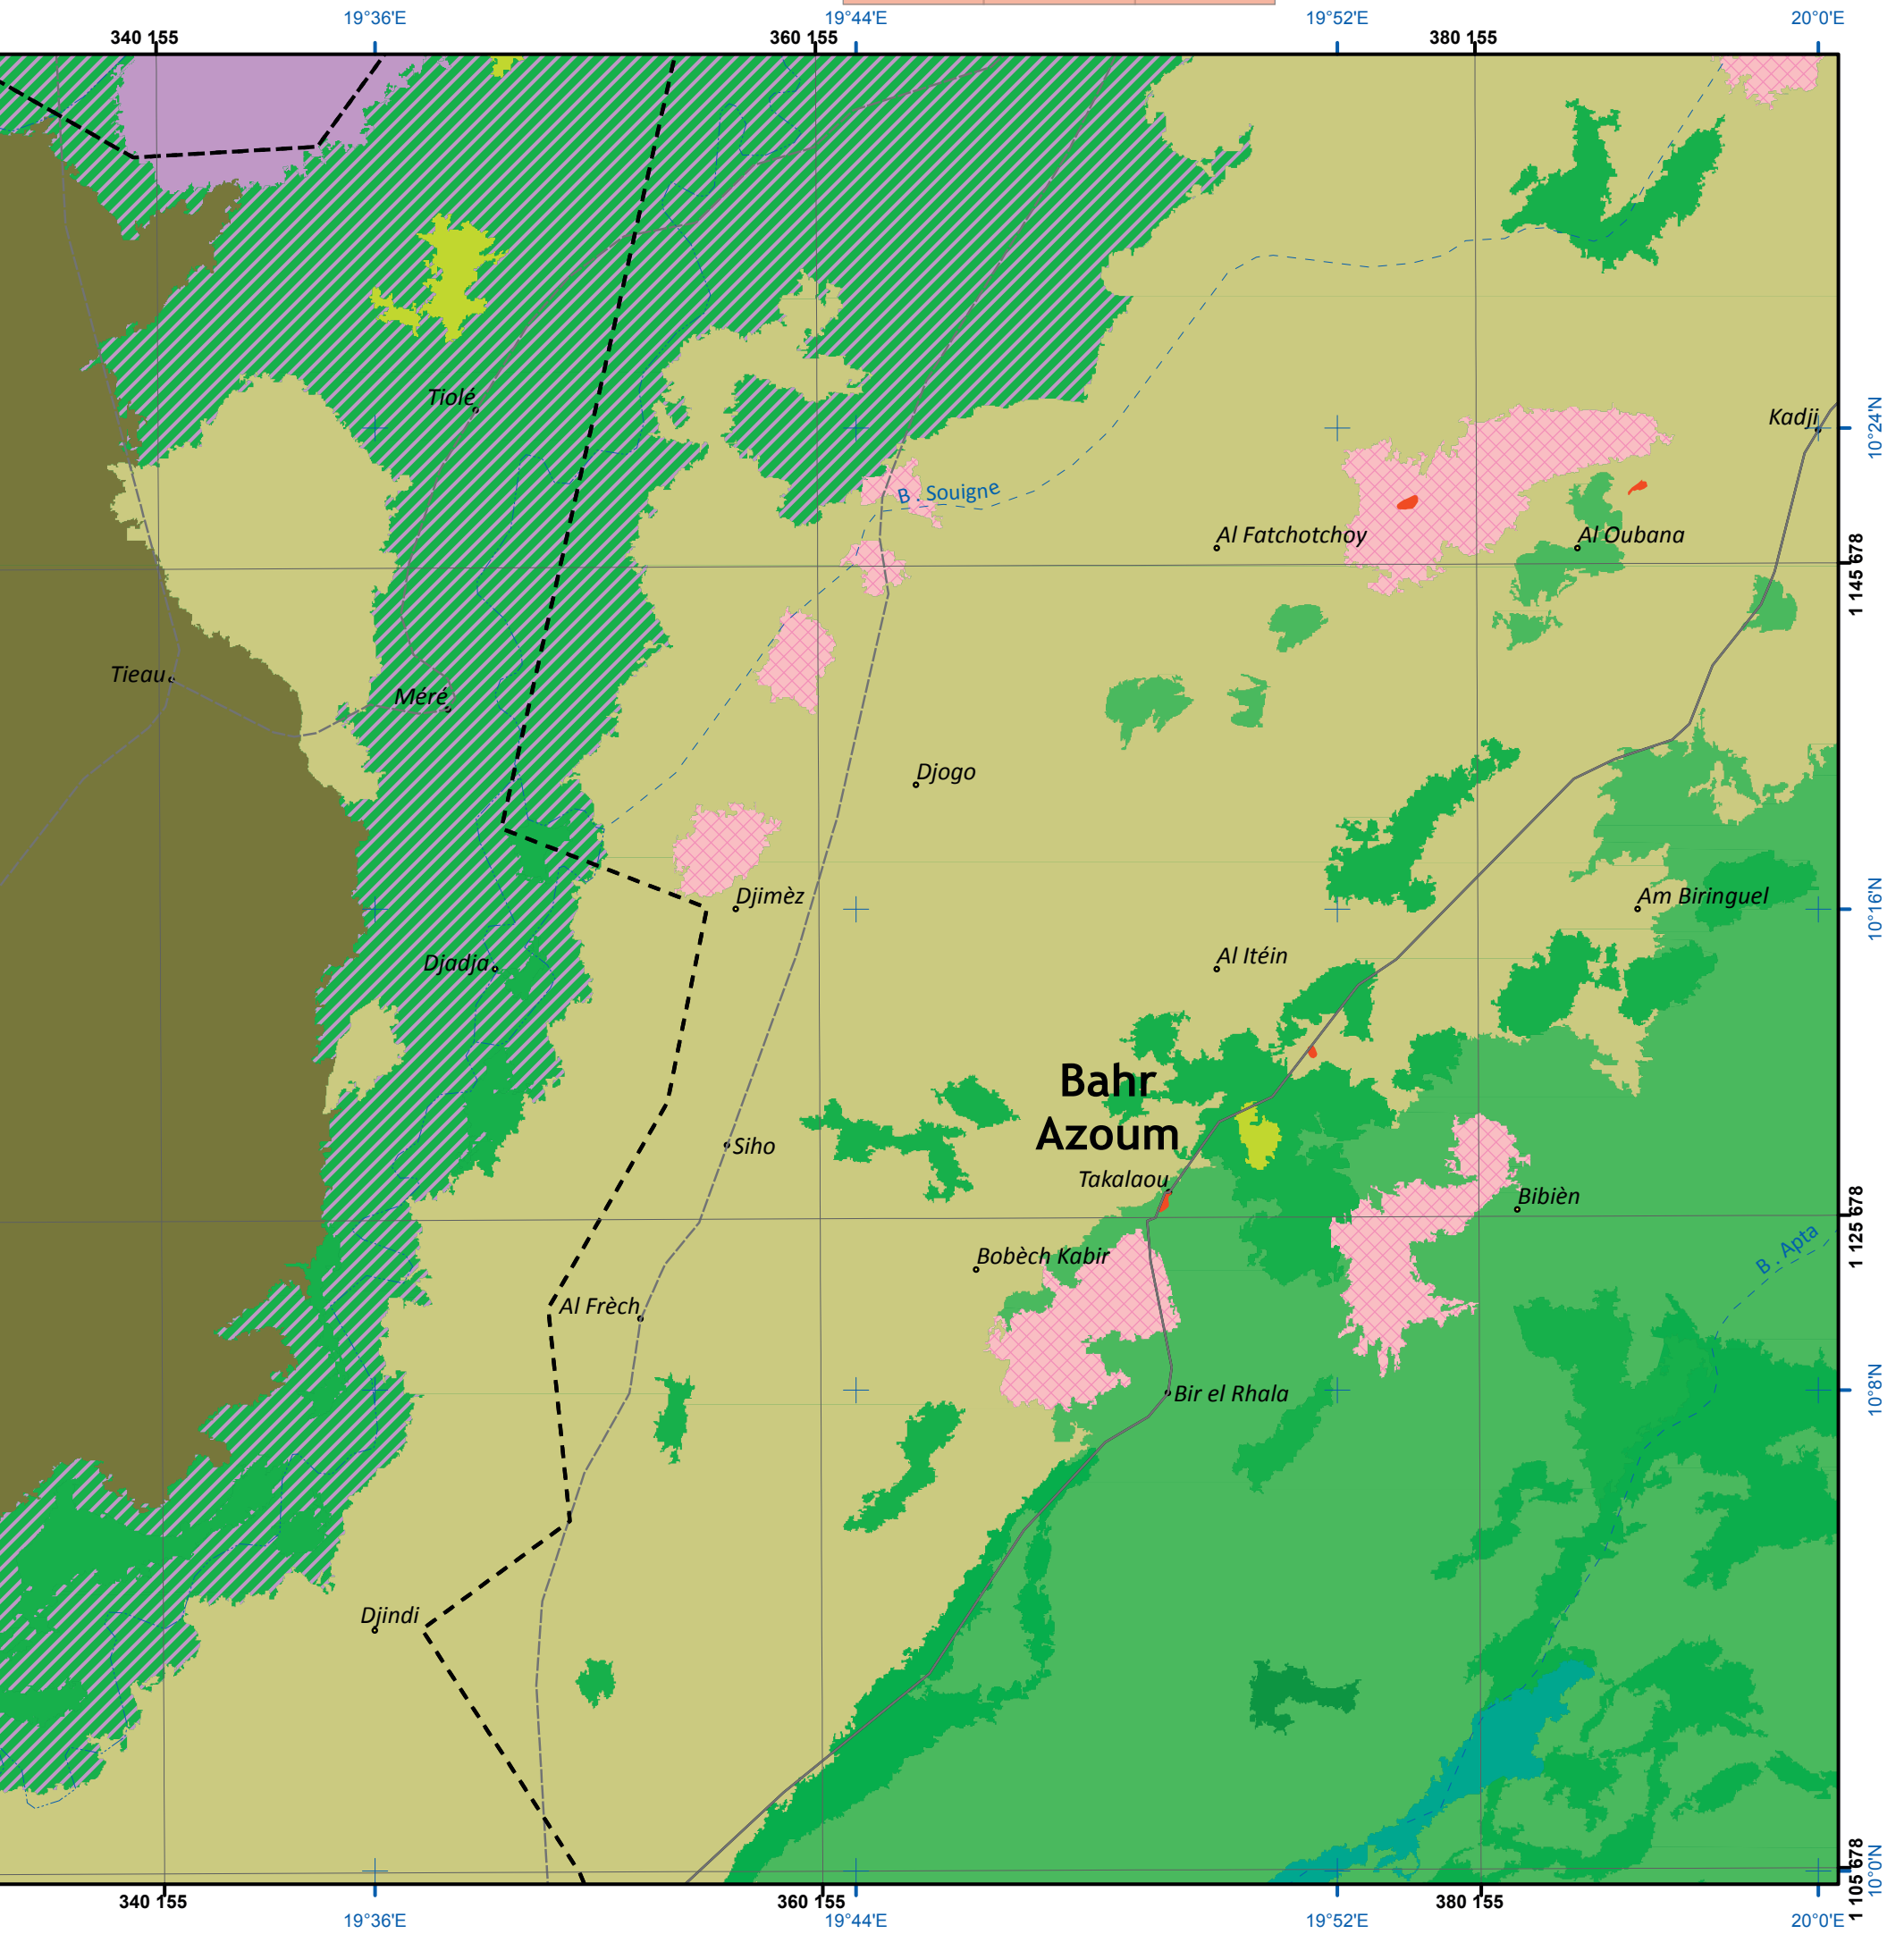 19°36'E 19°44'E 19°52'E 20°0'E
340 155 360 155 380 155
Tiolé
Kadji
10°24'N
B . Souigne
Al Fatchotchoy
Al Oubana
1 145 678
Tieau
Méré
Djogo
Djimèz
Am Biringuel
10°16'N
Djadja
Al Itéin
Bahr
Azoum
Siho
Takalaou
Bibièn
1 125 678
B . Apta
Bobèch Kabir
Al Frèch
Bir el Rhala
10°8'N
Djindi
1 105 678
10°0'N
340 155 360 155 380 155
19°36'E 19°44'E 19°52'E 20°0'E